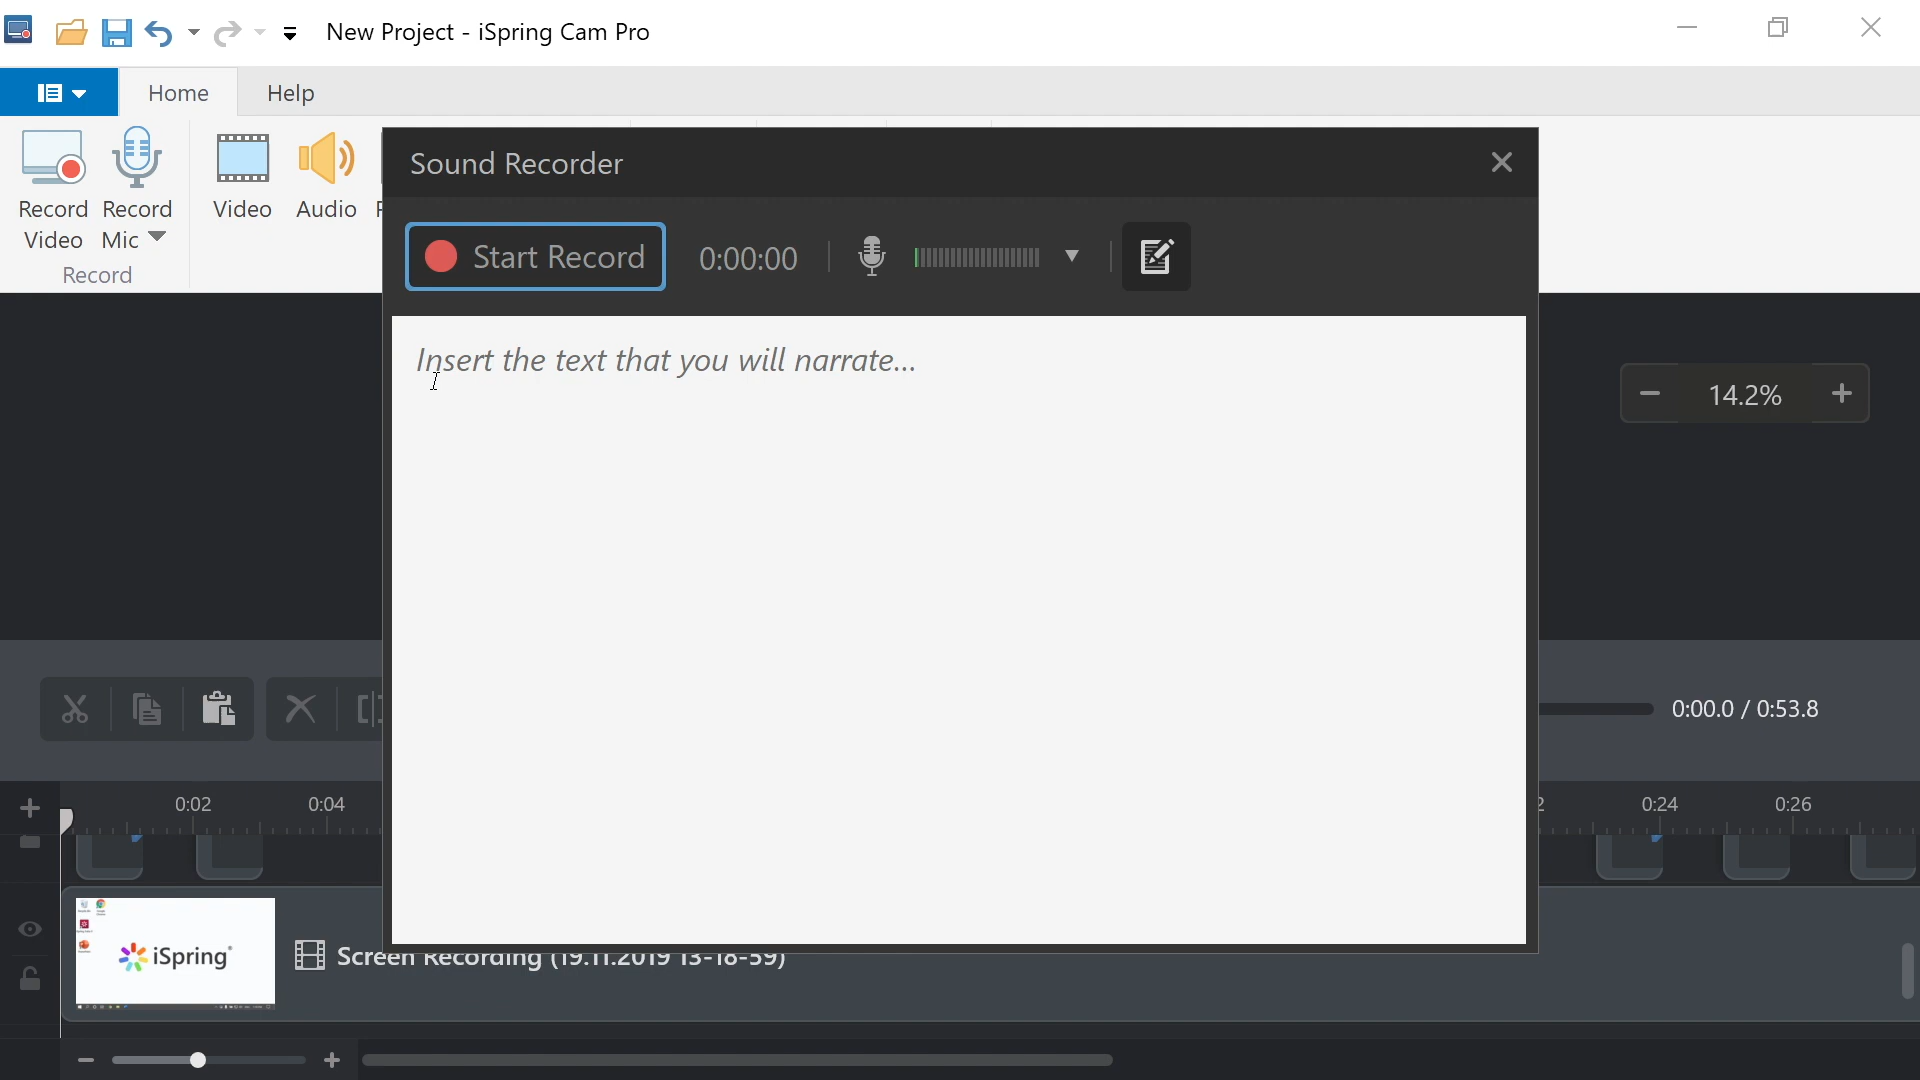 New Project - iSpring Cam Pro
Home
Help
Record Video
Record Mic
Video
Audio
Record
Sound Recorder
Start Record
0:00:00
Insert the text that you will narrate...
14.2%
0:00.0 / 0:53.8
0:02
0:04
0:24
0:26
iSpring
Screen Recording (19.11.2019 13-18-59)